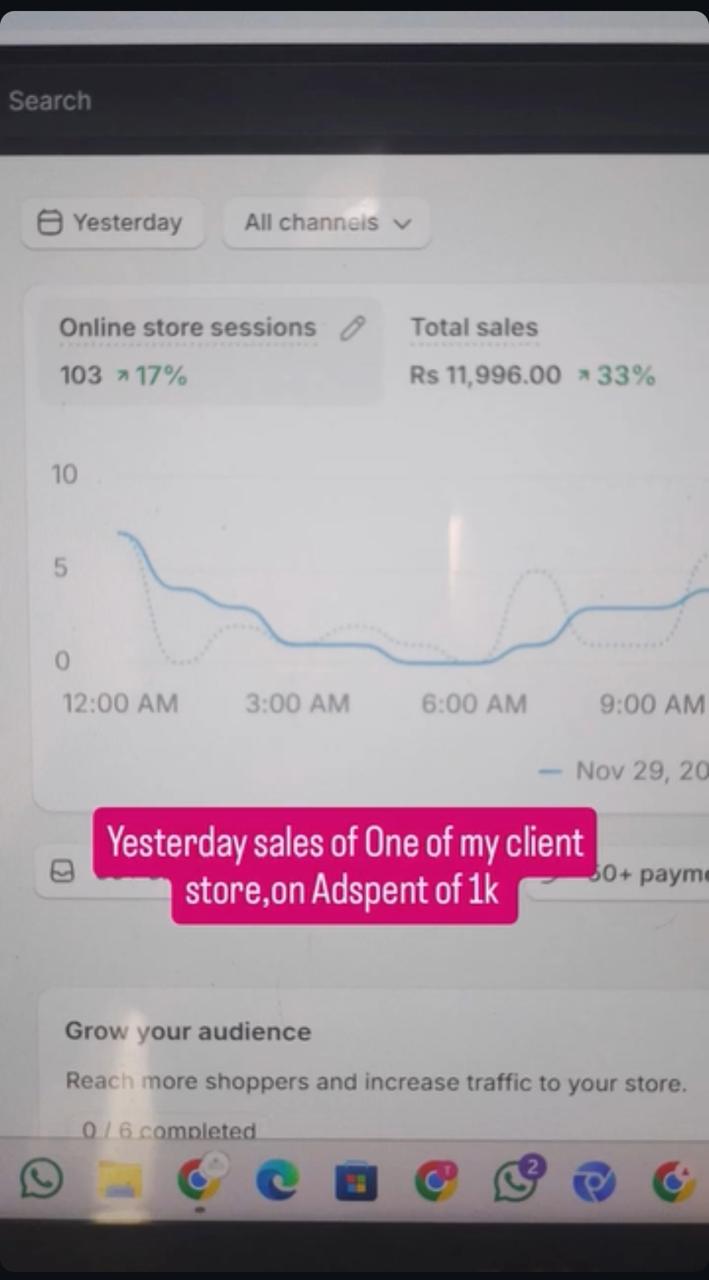 Search
Yesterday
All channels
Online store sessions
Total sales
103 ↗ 17%
Rs 11,996.00 ↗ 33%
10
5
0
12:00 AM 3:00 AM 6:00 AM 9:00 AM
Nov 29, 20
Yesterday sales of One of my client
store,on Adspent of 1k
50+ payme
Grow your audience
Reach more shoppers and increase traffic to your store.
0 / 6 completed
T
2